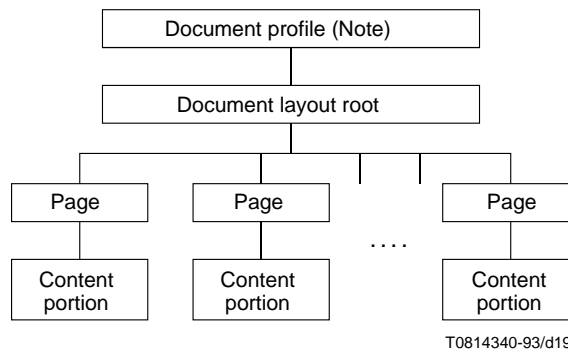 Document profile (Note)
Document layout root
Page
Page
Page
. . . .
Content
portion
Content
portion
Content
portion
T0814340-93/d19